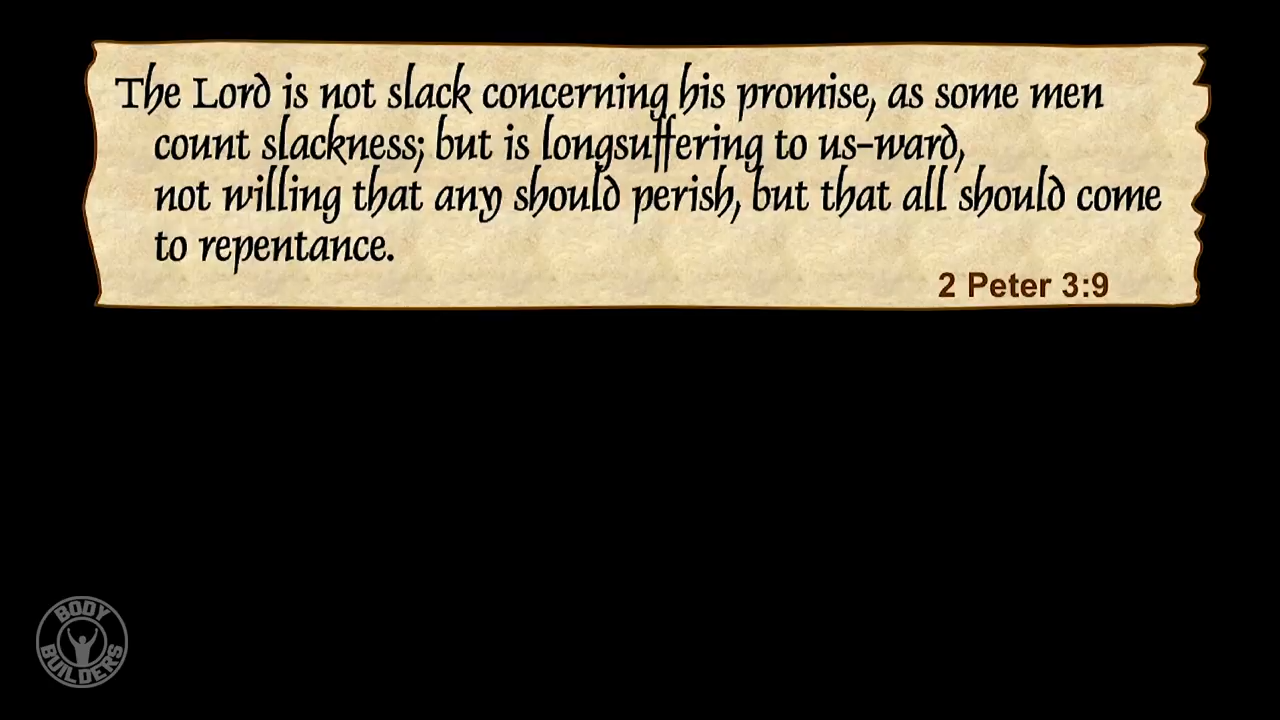 The Lord is not slack concerning his promise, as some men
count slackness; but is longsuffering to us-ward,
not willing that any should perish, but that all should come
to repentance.
2 Peter 3:9
BODY
BUILDERS